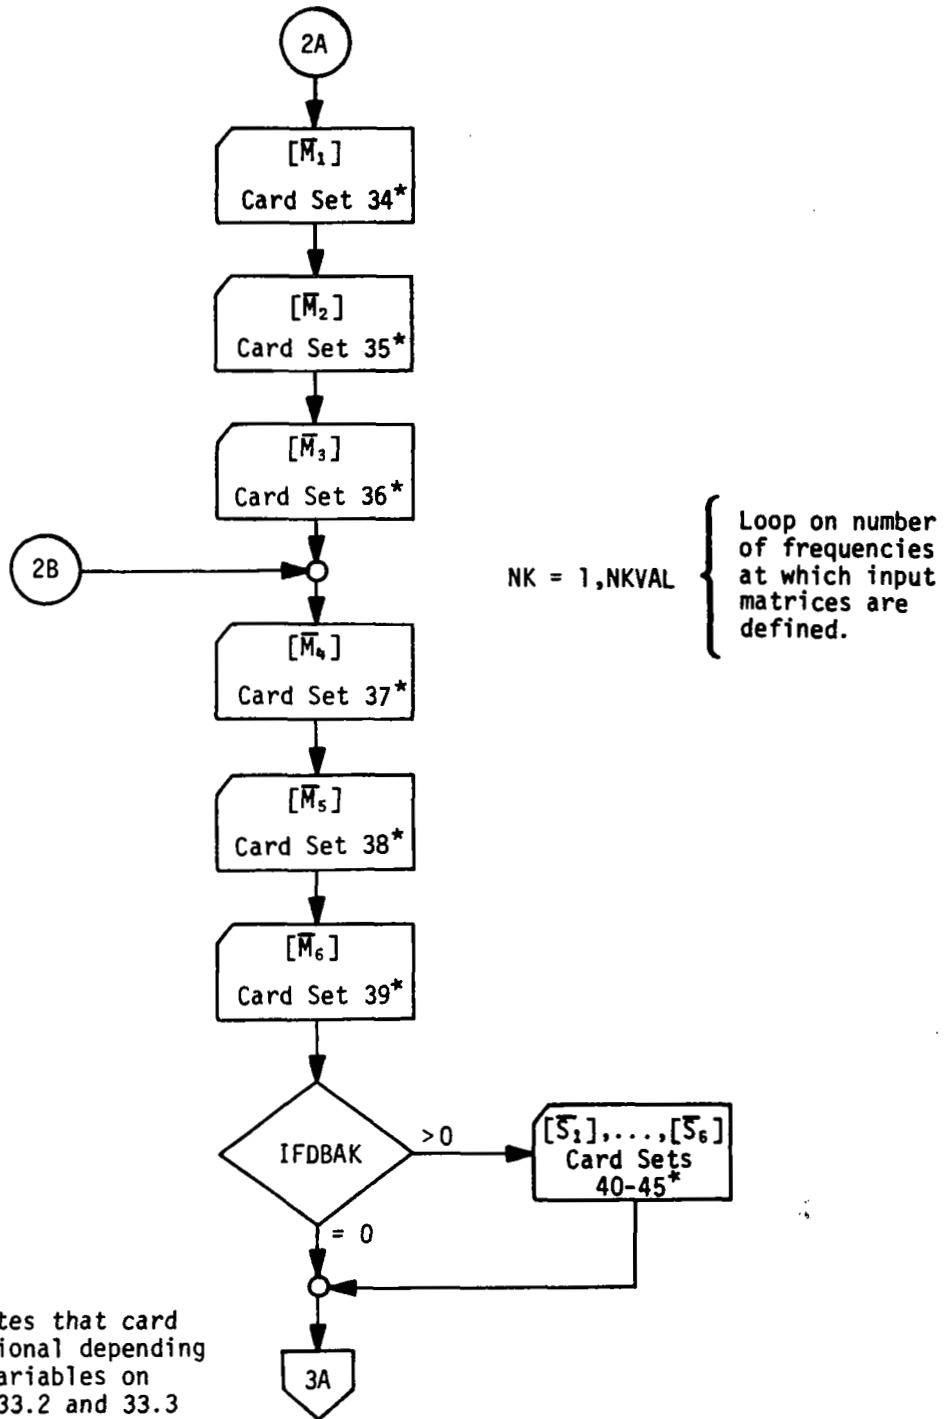 2A
[M̅₁]
Card Set 34*
[M̅₂]
Card Set 35*
[M̅₃]
Card Set 36*
2B
NK = 1,NKVAL
Loop on number
of frequencies
at which input
matrices are
defined.
[M̅₄]
Card Set 37*
[M̅₅]
Card Set 38*
[M̅₆]
Card Set 39*
IFDBAK
>0
[S̅₁],...,[S̅₆]
Card Sets
40-45*
= 0
tes that card
ional depending
ariables on
33.2 and 33.3
3A